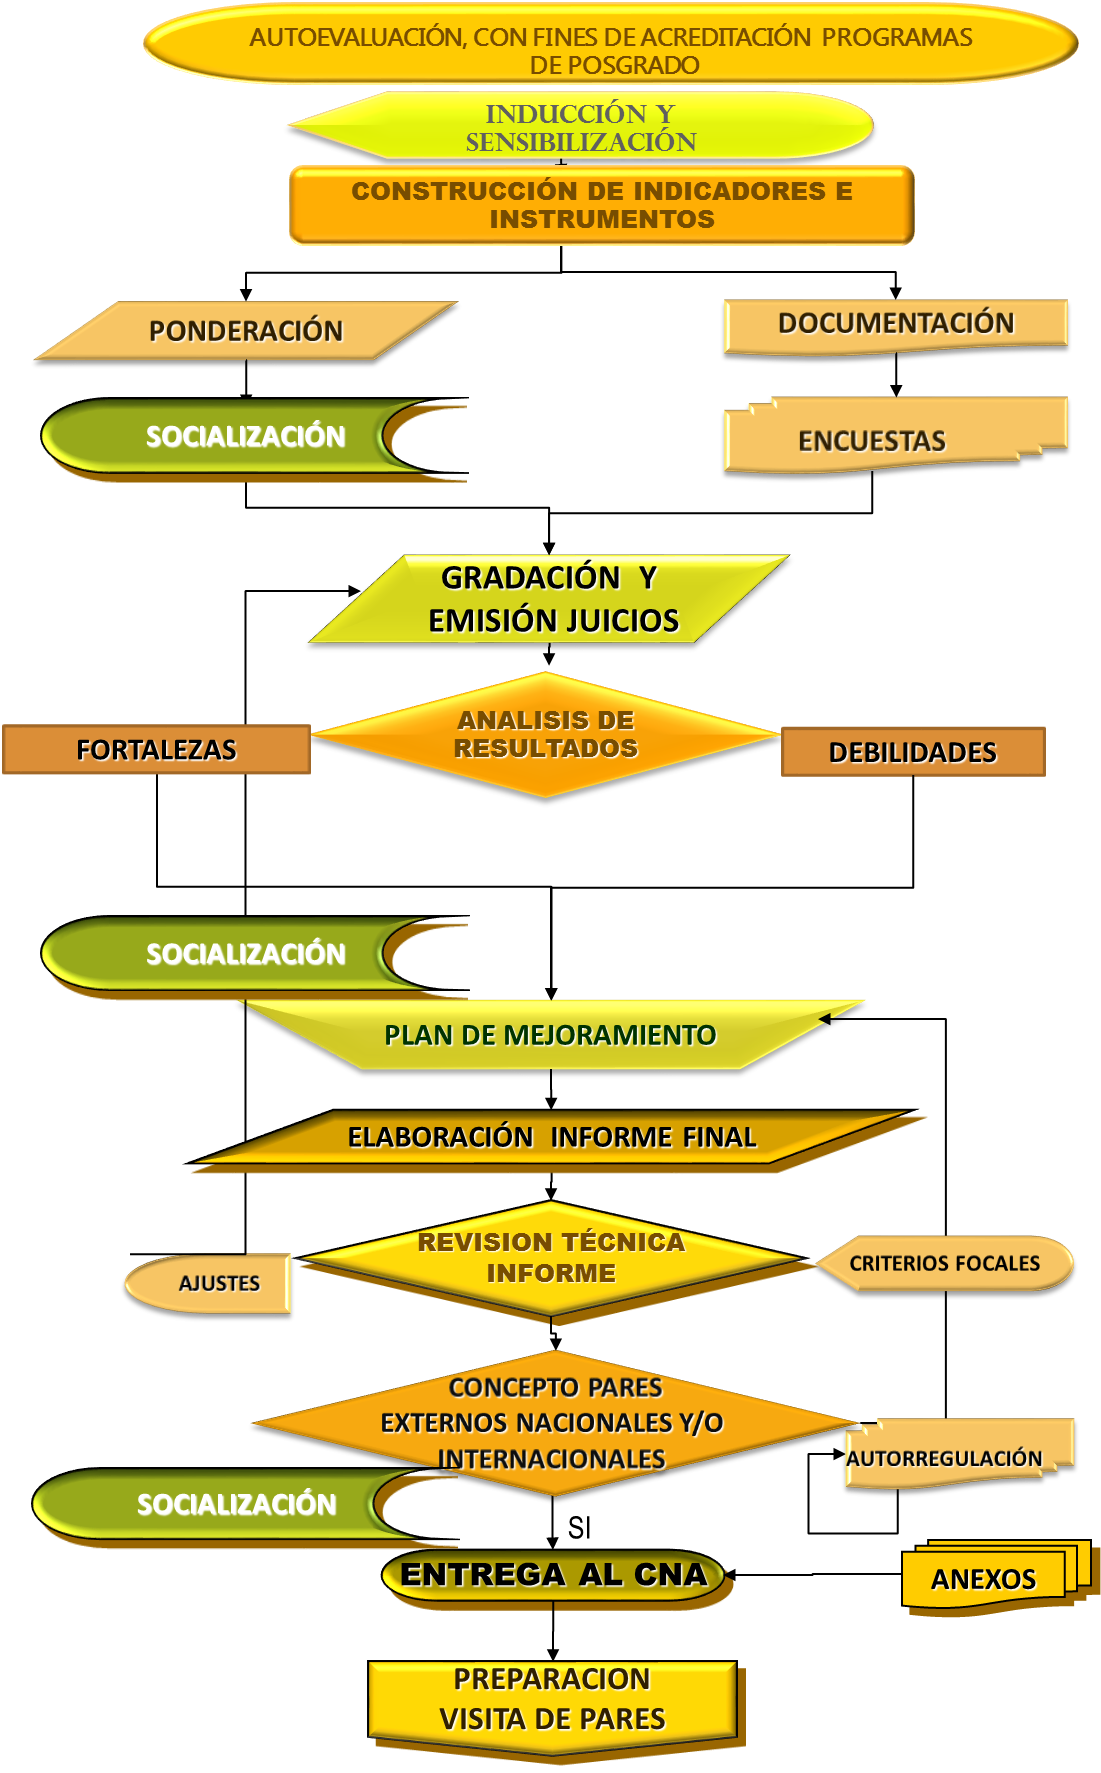 AUTOEVALUACIÓN, CON FINES DE ACREDITACIÓN PROGRAMAS
DE POSGRADO
INDUCCIÓN Y
SENSIBILIZACIÓN
CONSTRUCCIÓN DE INDICADORES E
INSTRUMENTOS
PONDERACIÓN
DOCUMENTACIÓN
SOCIALIZACIÓN
ENCUESTAS
GRADACIÓN Y
EMISIÓN JUICIOS
ANALISIS DE
RESULTADOS
FORTALEZAS
DEBILIDADES
SOCIALIZACIÓN
PLAN DE MEJORAMIENTO
ELABORACIÓN INFORME FINAL
REVISION TÉCNICA
INFORME
AJUSTES
CRITERIOS FOCALES
CONCEPTO PARES
EXTERNOS NACIONALES Y/O
INTERNACIONALES
AUTORREGULACIÓN
SOCIALIZACIÓN
SI
ENTREGA AL CNA
ANEXOS
PREPARACION
VISITA DE PARES